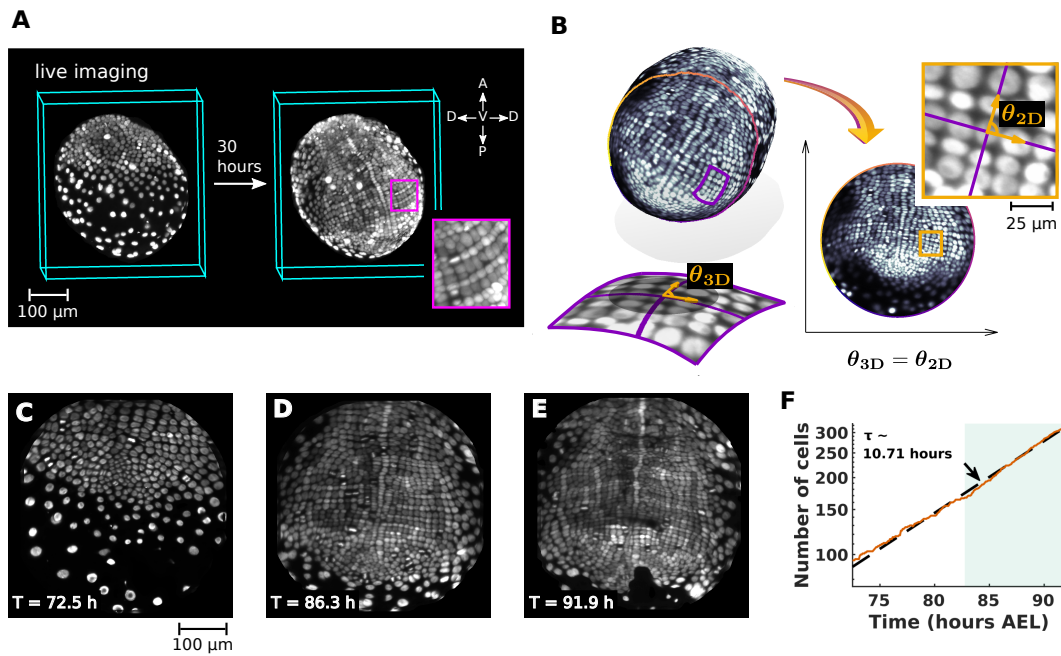 A
live imaging
30
hours
A
D V D
P
100 μm
B
θ3D
θ2D
25 μm
θ3D = θ2D
C
T = 72.5 h
100 μm
D
T = 86.3 h
E
T = 91.9 h
F
τ ~
10.71 hours
300
250
200
150
100
Number of cells
75 80 85 90
Time (hours AEL)